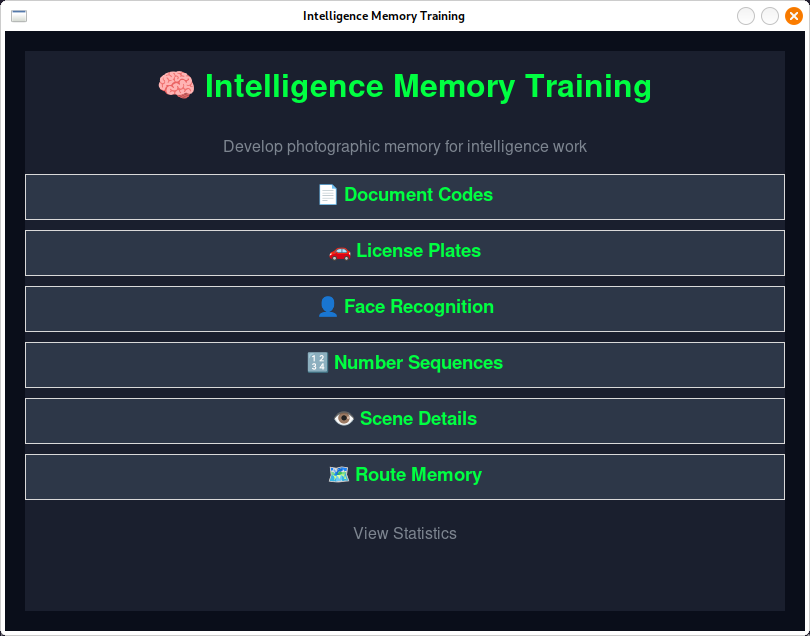 Intelligence Memory Training
🧠 Intelligence Memory Training
Develop photographic memory for intelligence work
📄 Document Codes
🚗 License Plates
👤 Face Recognition
🔢 Number Sequences
👁️ Scene Details
🗺️ Route Memory
View Statistics